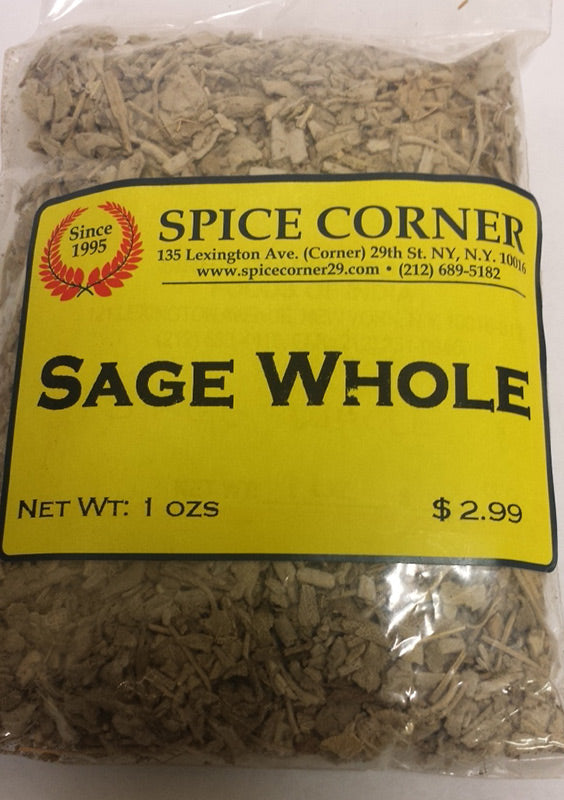 Since
1995
SPICE CORNER
135 Lexington Ave. (Corner) 29th St. NY, N.Y. 10016
www.spicecorner29.com • (212) 689-5182
SAGE WHOLE
NET WT: 1 OZS
$ 2.99